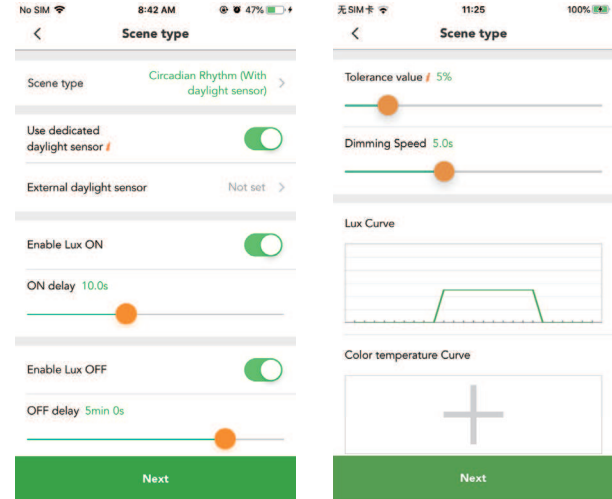 No SIM 8:42 AM 47%
Scene type
Scene type
Circadian Rhythm (With
daylight sensor)
Use dedicated
daylight sensor i
External daylight sensor Not set
Enable Lux ON
ON delay 10.0s
Enable Lux OFF
OFF delay 5min 0s
Next
无SIM卡 11:25 100%
Scene type
Tolerance value i 5%
Dimming Speed 5.0s
Lux Curve
Color temperature Curve
Next